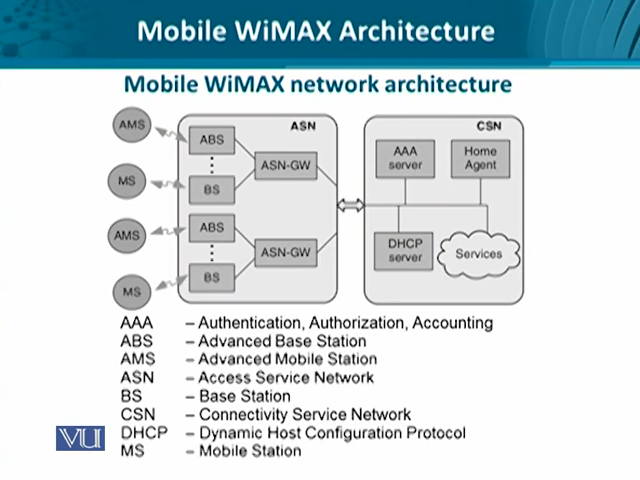 Mobile WiMAX Architecture
Mobile WiMAX network architecture
AMS
MS
AMS
MS
ASN
ABS
BS
ABS
BS
ASN-GW
ASN-GW
CSN
AAA
server
Home
Agent
DHCP
server
Services
AAA – Authentication, Authorization, Accounting
ABS – Advanced Base Station
AMS – Advanced Mobile Station
ASN – Access Service Network
BS – Base Station
CSN – Connectivity Service Network
DHCP – Dynamic Host Configuration Protocol
MS – Mobile Station
VU